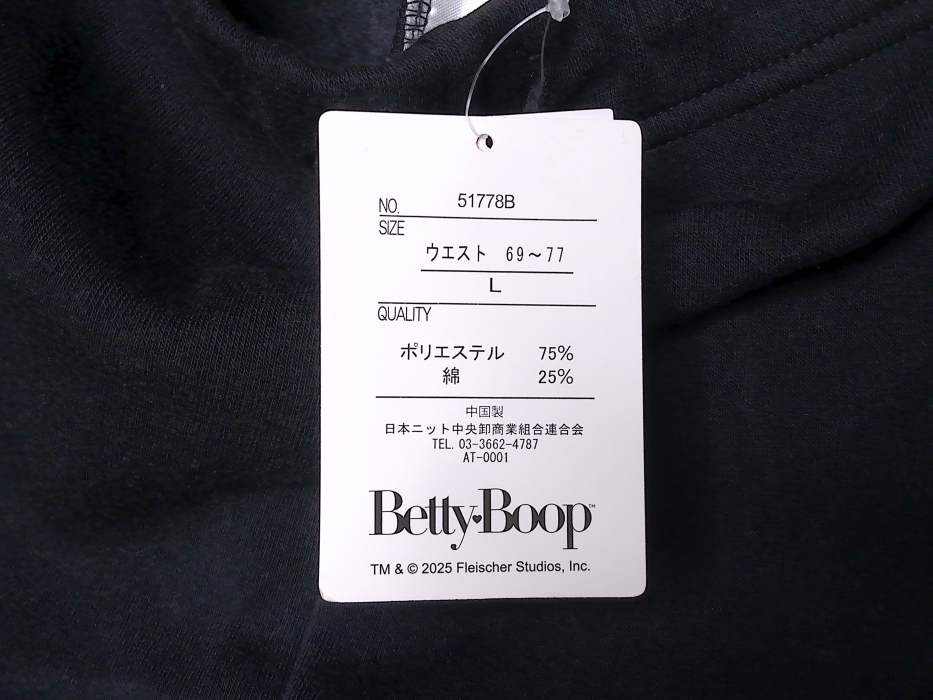 NO. 51778B
SIZE
ウエスト 69～77
L
QUALITY
ポリエステル 75%
綿 25%
中国製
日本ニット中央卸商業組合連合会
TEL. 03-3662-4787
AT-0001
Betty♥Boop™
TM & © 2025 Fleischer Studios, Inc.